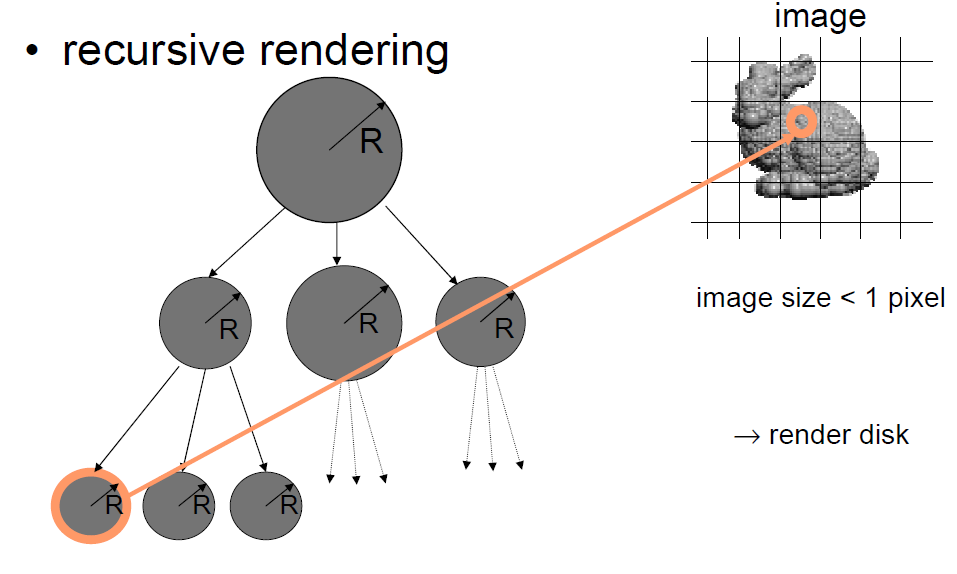 image
• recursive rendering
R
R
R
R
image size < 1 pixel
→ render disk
R
R
R